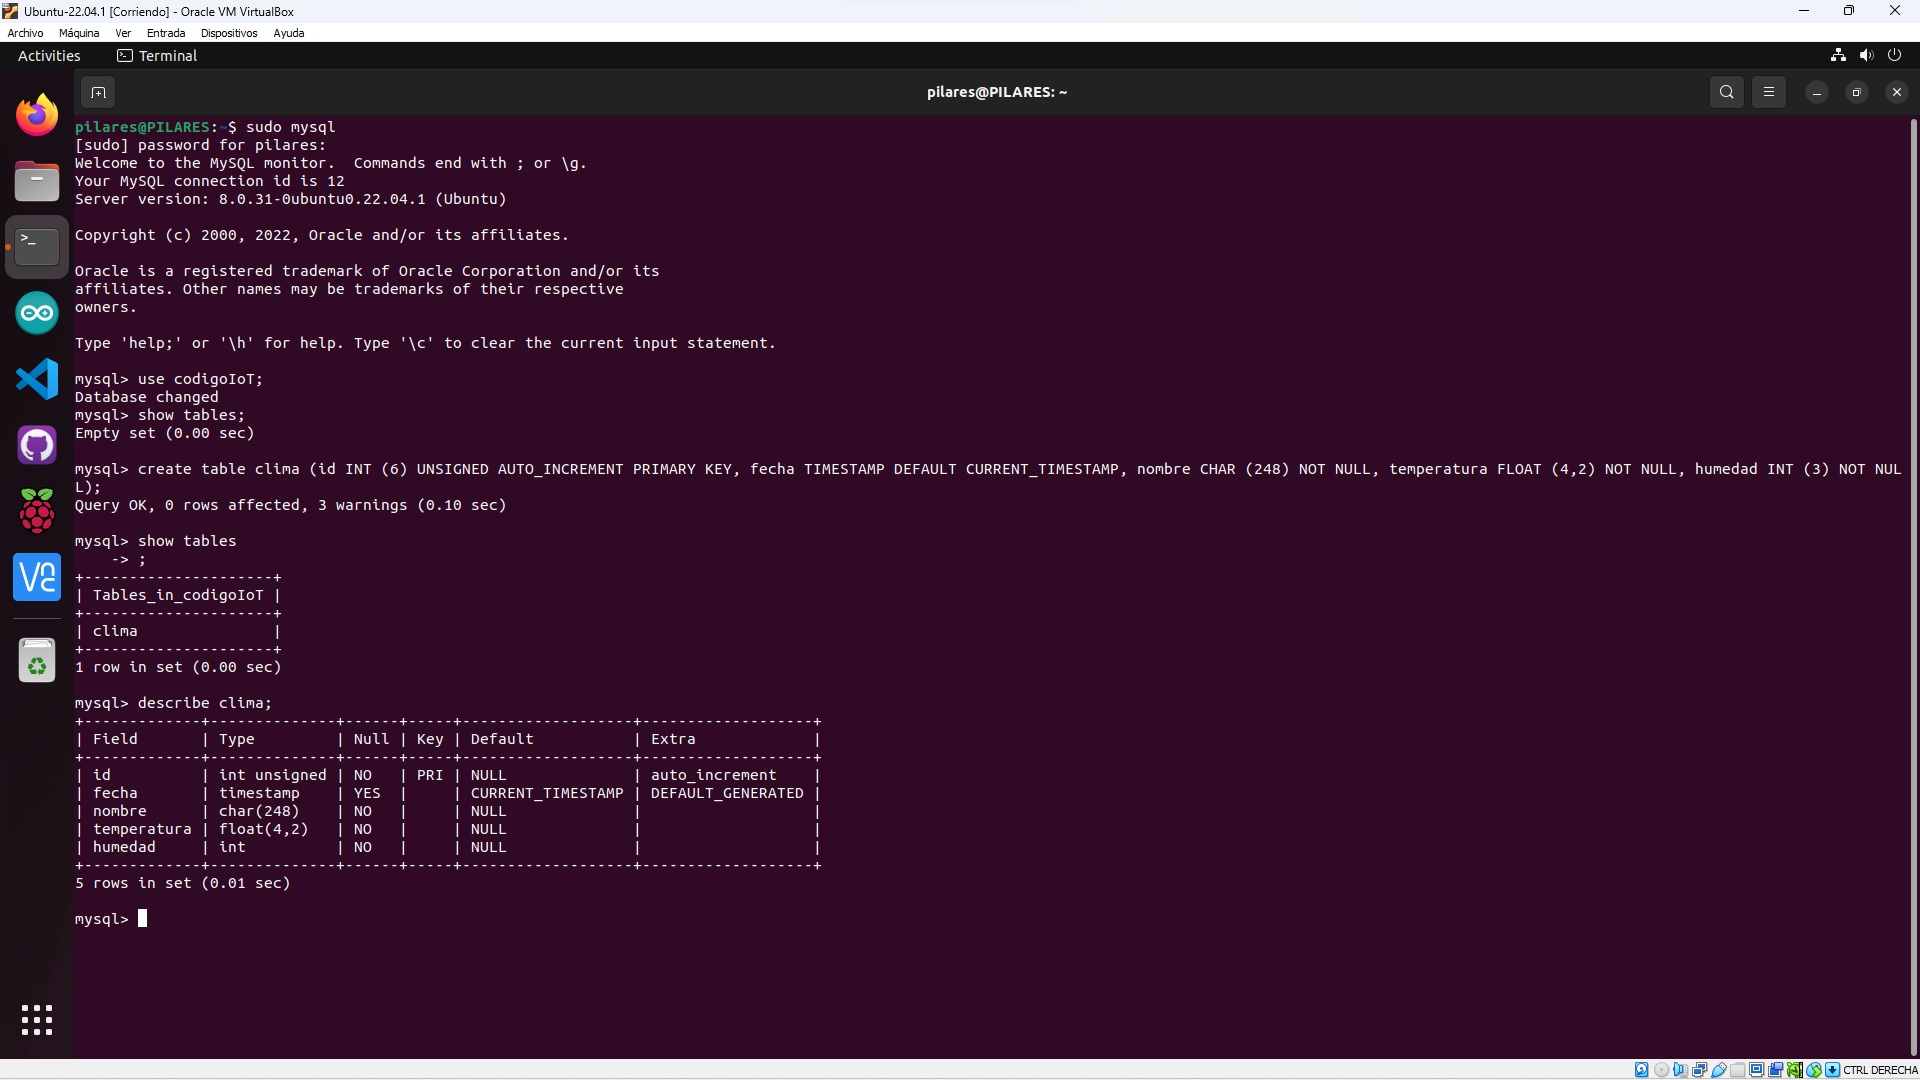 Ubuntu-22.04.1 [Corriendo] - Oracle VM VirtualBox
Archivo Máquina Ver Entrada Dispositivos Ayuda
Activities Terminal
pilares@PILARES: ~
pilares@PILARES:~$ sudo mysql
[sudo] password for pilares:
Welcome to the MySQL monitor.  Commands end with ; or \g.
Your MySQL connection id is 12
Server version: 8.0.31-0ubuntu0.22.04.1 (Ubuntu)
Copyright (c) 2000, 2022, Oracle and/or its affiliates.
Oracle is a registered trademark of Oracle Corporation and/or its
affiliates. Other names may be trademarks of their respective
owners.
Type 'help;' or '\h' for help. Type '\c' to clear the current input statement.
mysql> use codigoIoT;
Database changed
mysql> show tables;
Empty set (0.00 sec)
mysql> create table clima (id INT (6) UNSIGNED AUTO_INCREMENT PRIMARY KEY, fecha TIMESTAMP DEFAULT CURRENT_TIMESTAMP, nombre CHAR (248) NOT NULL, temperatura FLOAT (4,2) NOT NULL, humedad INT (3) NOT NUL
L);
Query OK, 0 rows affected, 3 warnings (0.10 sec)
mysql> show tables
    -> ;
+---------------------+
| Tables_in_codigoIoT |
+---------------------+
| clima               |
+---------------------+
1 row in set (0.00 sec)
mysql> describe clima;
+-------------+--------------+------+-----+-------------------+-------------------+
| Field       | Type         | Null | Key | Default           | Extra             |
+-------------+--------------+------+-----+-------------------+-------------------+
| id          | int unsigned | NO   | PRI | NULL              | auto_increment    |
| fecha       | timestamp    | YES  |     | CURRENT_TIMESTAMP | DEFAULT_GENERATED |
| nombre      | char(248)    | NO   |     | NULL              |                   |
| temperatura | float(4,2)   | NO   |     | NULL              |                   |
| humedad     | int          | NO   |     | NULL              |                   |
+-------------+--------------+------+-----+-------------------+-------------------+
5 rows in set (0.01 sec)
mysql>
CTRL DERECHA